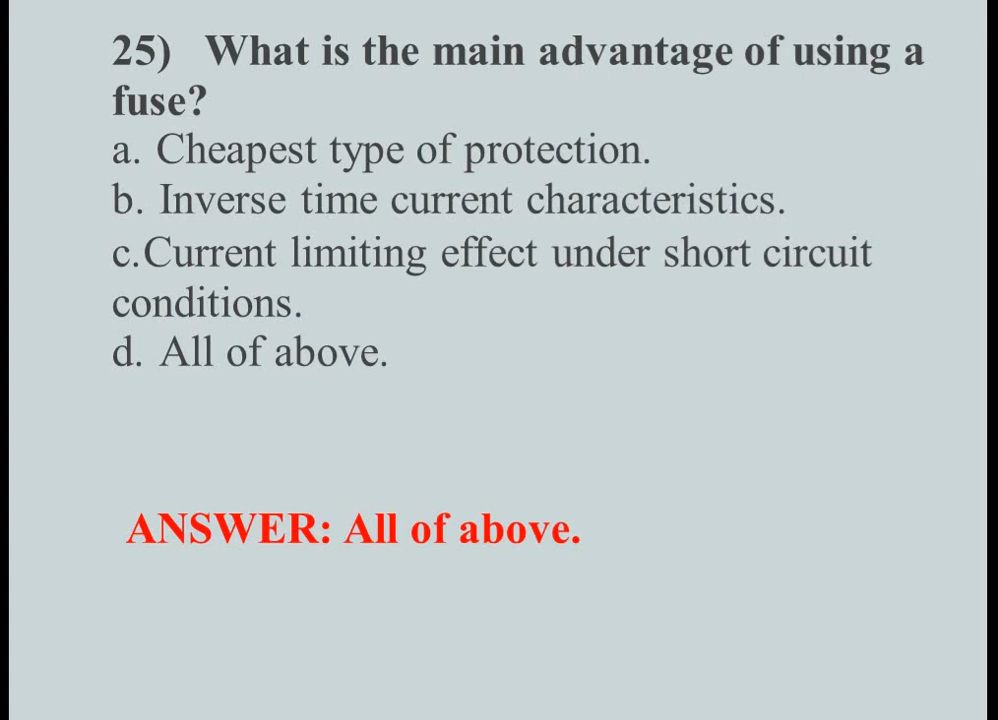 25) What is the main advantage of using a
fuse?
a. Cheapest type of protection.
b. Inverse time current characteristics.
c.Current limiting effect under short circuit
conditions.
d. All of above.
ANSWER: All of above.